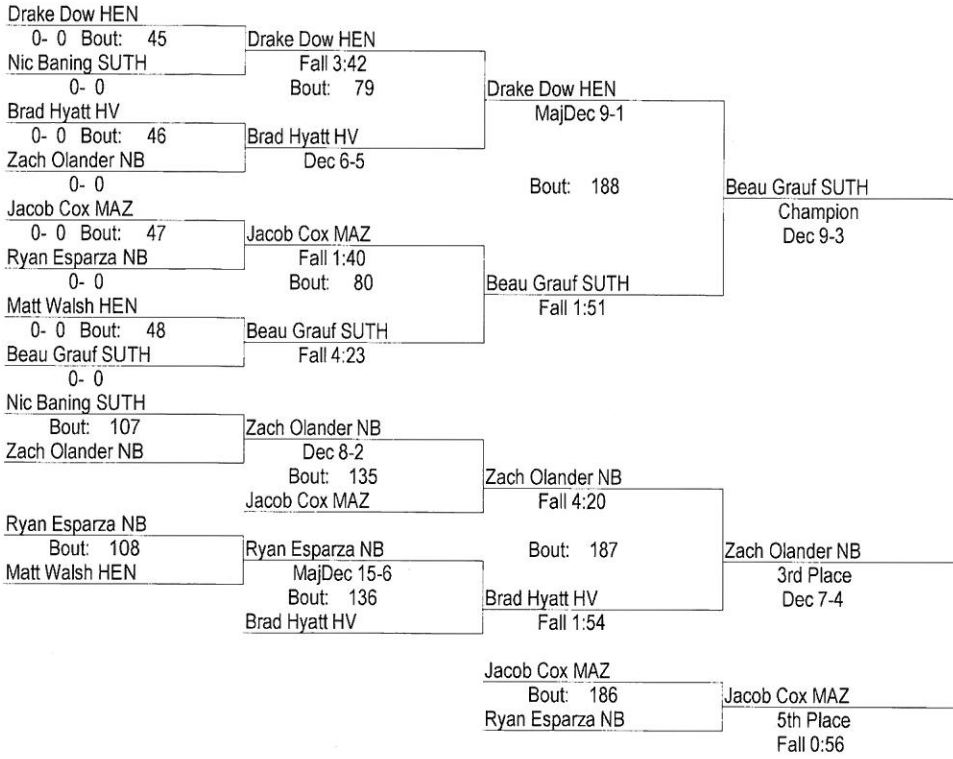 Drake Dow HEN
0- 0 Bout: 45
Nic Baning SUTH
0- 0
Brad Hyatt HV
0- 0 Bout: 46
Zach Olander NB
0- 0
Jacob Cox MAZ
0- 0 Bout: 47
Ryan Esparza NB
0- 0
Matt Walsh HEN
0- 0 Bout: 48
Beau Grauf SUTH
0- 0
Drake Dow HEN
Fall 3:42
Bout: 79
Brad Hyatt HV
Dec 6-5
Jacob Cox MAZ
Fall 1:40
Bout: 80
Beau Grauf SUTH
Fall 4:23
Drake Dow HEN
MajDec 9-1
Bout: 188
Beau Grauf SUTH
Fall 1:51
Beau Grauf SUTH
Champion
Dec 9-3
Nic Baning SUTH
Bout: 107
Zach Olander NB
Ryan Esparza NB
Bout: 108
Matt Walsh HEN
Zach Olander NB
Dec 8-2
Bout: 135
Jacob Cox MAZ
Ryan Esparza NB
MajDec 15-6
Bout: 136
Brad Hyatt HV
Zach Olander NB
Fall 4:20
Bout: 187
Brad Hyatt HV
Fall 1:54
Zach Olander NB
3rd Place
Dec 7-4
Jacob Cox MAZ
Bout: 186
Ryan Esparza NB
Jacob Cox MAZ
5th Place
Fall 0:56